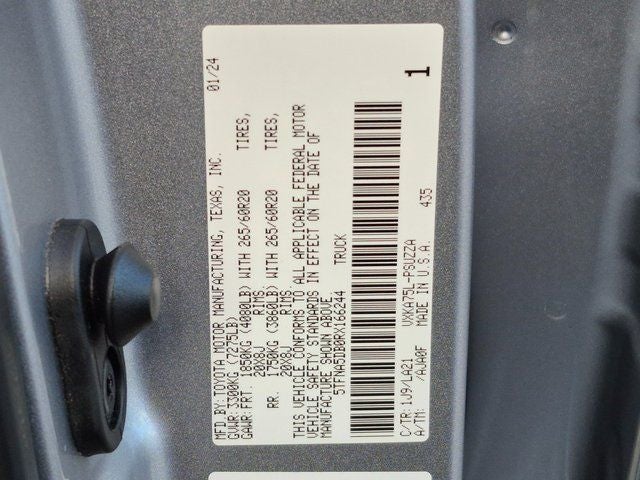 MFD.BY:TOYOTA MOTOR MANUFACTURING, TEXAS, INC. 01/24
GVWR:3300KG (7275LB)
GAWR:FRT. 1850KG (4080LB) WITH 265/60R20 TIRES,
20X8J RIMS,
RR. 1750KG (3860LB) WITH 265/60R20 TIRES,
20X8J RIMS.
THIS VEHICLE CONFORMS TO ALL APPLICABLE FEDERAL MOTOR
VEHICLE SAFETY STANDARDS IN EFFECT ON THE DATE OF
MANUFACTURE SHOWN ABOVE.
5TFNA5DB0RX166244 TRUCK
C/TR: 1J9/LA21 VXKA75L-PSUZZA 435
A/TM: /AJA0F MADE IN U.S.A.
1